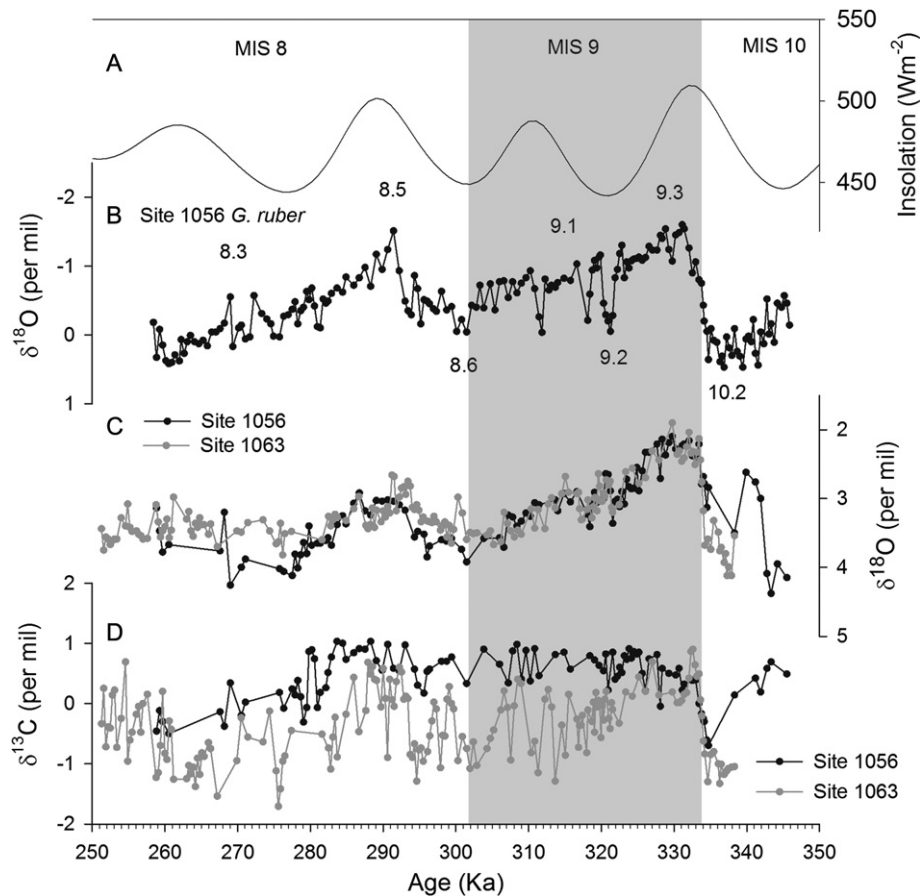 550
MIS 8
MIS 9
MIS 10
A
500
450
Insolation (Wm-2)
-2
B
Site 1056 G. ruber
8.5
9.3
9.1
8.3
-1
0
1
δ18O (per mil)
8.6
9.2
10.2
C
Site 1056
Site 1063
2
3
4
5
δ18O (per mil)
2
D
1
0
-1
-2
δ13C (per mil)
Site 1056
Site 1063
250 260 270 280 290 300 310 320 330 340 350
Age (Ka)